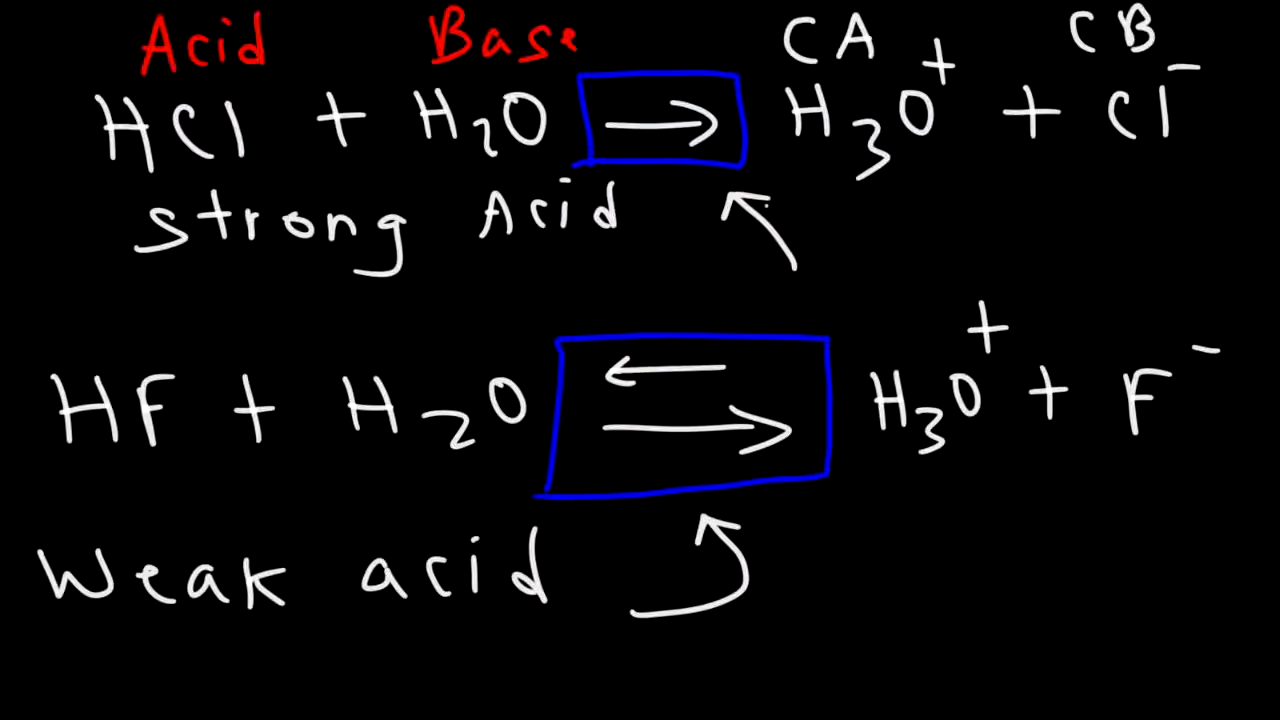 Acid Base CA CB
HCl + H₂O → H₃O⁺ + Cl⁻
strong Acid
HF + H₂O ⇌ H₃O⁺ + F⁻
Weak acid